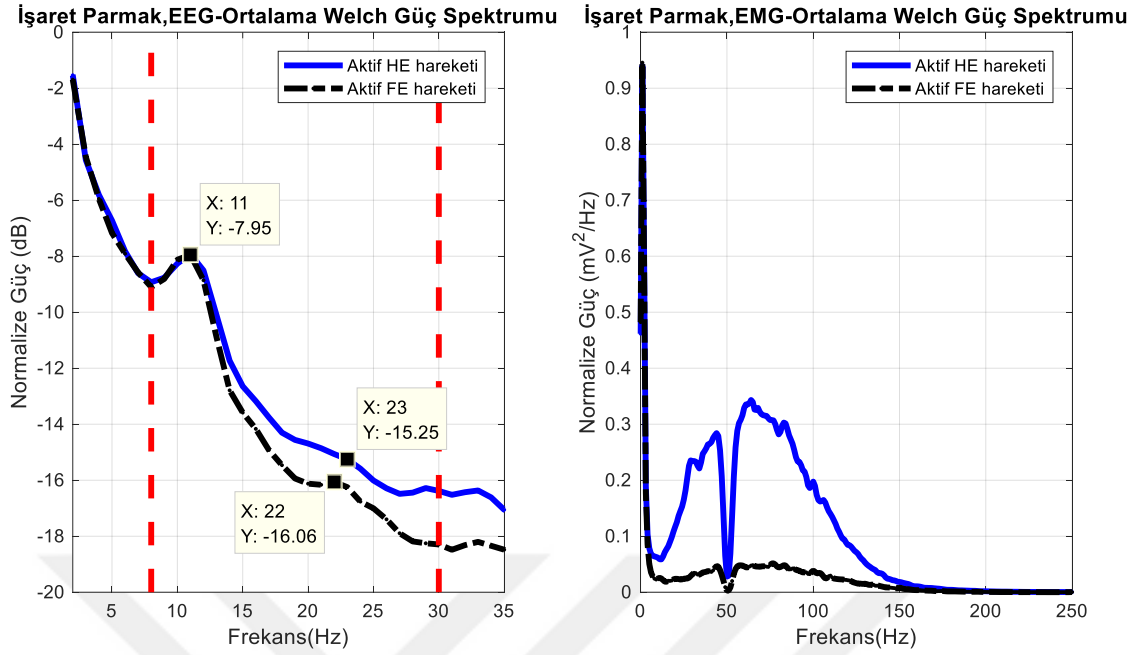 İşaret Parmak,EEG-Ortalama Welch Güç Spektrumu
Aktif HE hareketi
Aktif FE hareketi
X: 11
Y: -7.95
X: 23
Y: -15.25
X: 22
Y: -16.06
Normalize Güç (dB)
0
-2
-4
-6
-8
-10
-12
-14
-16
-18
-20
5 10 15 20 25 30 35
Frekans(Hz)
İşaret Parmak,EMG-Ortalama Welch Güç Spektrumu
Aktif HE hareketi
Aktif FE hareketi
Normalize Güç (mV²/Hz)
1
0.9
0.8
0.7
0.6
0.5
0.4
0.3
0.2
0.1
0
0 50 100 150 200 250
Frekans(Hz)